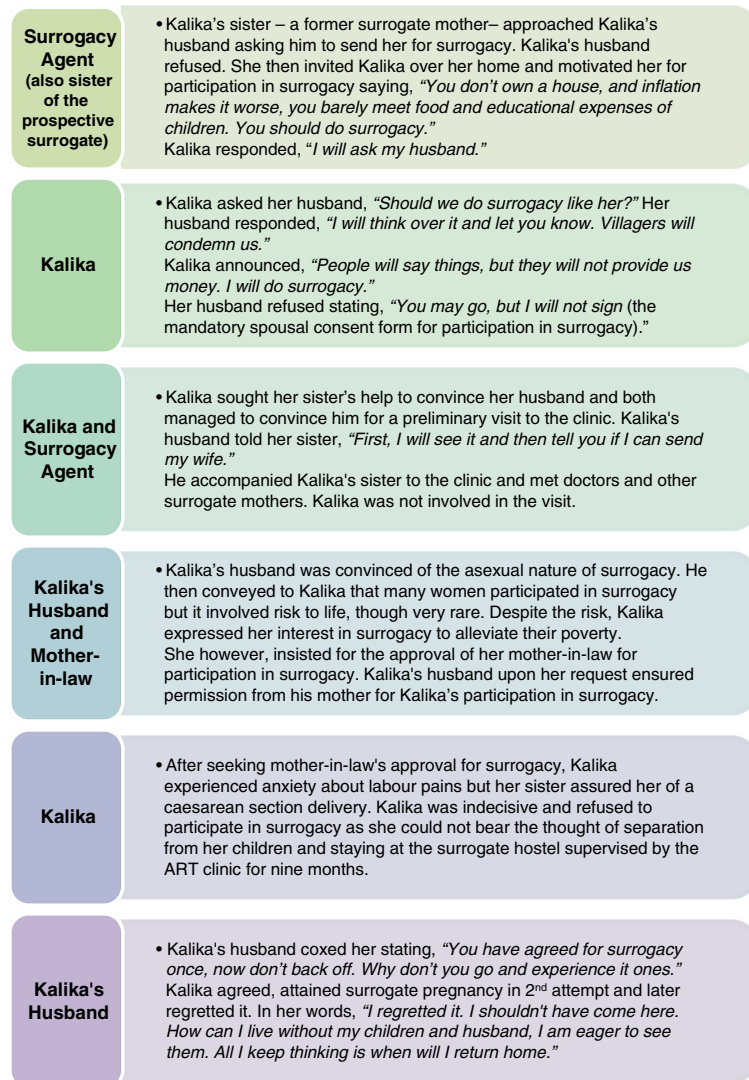 Surrogacy
Agent
(also sister
of the
prospective
surrogate)
• Kalika's sister – a former surrogate mother– approached Kalika's
husband asking him to send her for surrogacy. Kalika's husband
refused. She then invited Kalika over her home and motivated her for
participation in surrogacy saying, "You don't own a house, and inflation
makes it worse, you barely meet food and educational expenses of
children. You should do surrogacy."
Kalika responded, "I will ask my husband."
Kalika
• Kalika asked her husband, "Should we do surrogacy like her?" Her
husband responded, "I will think over it and let you know. Villagers will
condemn us."
Kalika announced, "People will say things, but they will not provide us
money. I will do surrogacy."
Her husband refused stating, "You may go, but I will not sign (the
mandatory spousal consent form for participation in surrogacy)."
Kalika and
Surrogacy
Agent
• Kalika sought her sister's help to convince her husband and both
managed to convince him for a preliminary visit to the clinic. Kalika's
husband told her sister, "First, I will see it and then tell you if I can send
my wife."
He accompanied Kalika's sister to the clinic and met doctors and other
surrogate mothers. Kalika was not involved in the visit.
Kalika's
Husband
and
Mother-
in-law
• Kalika's husband was convinced of the asexual nature of surrogacy. He
then conveyed to Kalika that many women participated in surrogacy
but it involved risk to life, though very rare. Despite the risk, Kalika
expressed her interest in surrogacy to alleviate their poverty.
She however, insisted for the approval of her mother-in-law for
participation in surrogacy. Kalika's husband upon her request ensured
permission from his mother for Kalika's participation in surrogacy.
Kalika
• After seeking mother-in-law's approval for surrogacy, Kalika
experienced anxiety about labour pains but her sister assured her of a
caesarean section delivery. Kalika was indecisive and refused to
participate in surrogacy as she could not bear the thought of separation
from her children and staying at the surrogate hostel supervised by the
ART clinic for nine months.
Kalika's
Husband
• Kalika's husband coxed her stating, "You have agreed for surrogacy
once, now don't back off. Why don't you go and experience it ones."
Kalika agreed, attained surrogate pregnancy in 2nd attempt and later
regretted it. In her words, "I regretted it. I shouldn't have come here.
How can I live without my children and husband, I am eager to see
them. All I keep thinking is when will I return home."